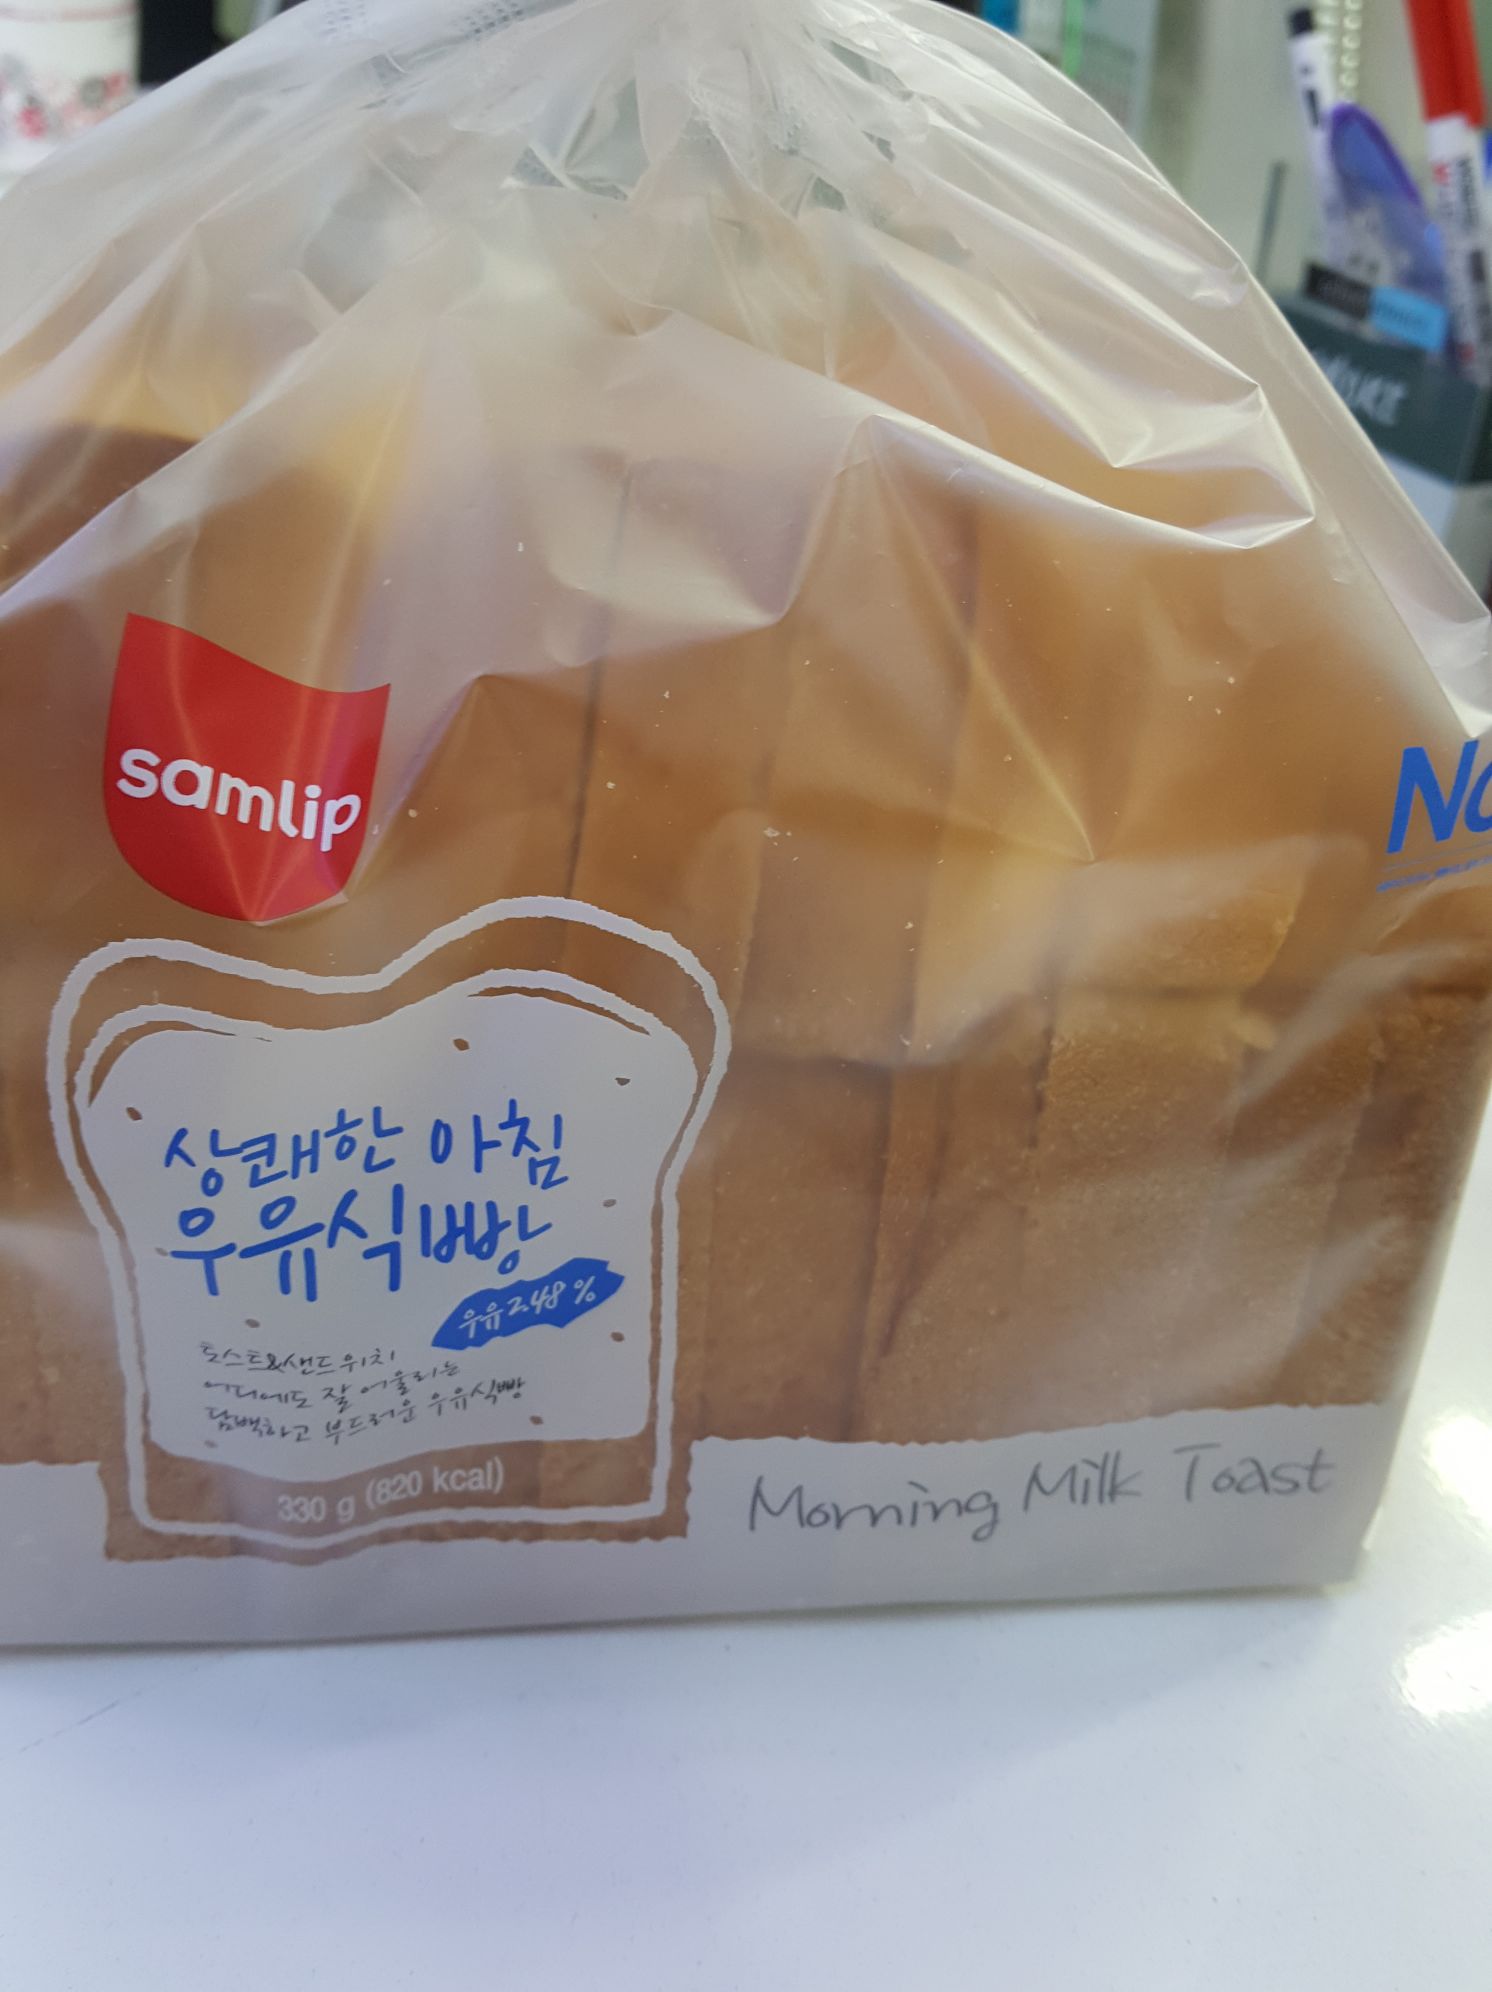 samlip
상쾌한 아침
우유식빵
우유 2.48 %
토스트&샌드위치
어디에도 잘 어울리는
담백하고 부드러운 우유식빵
330 g (820 kcal)
Morning Milk Toast
No